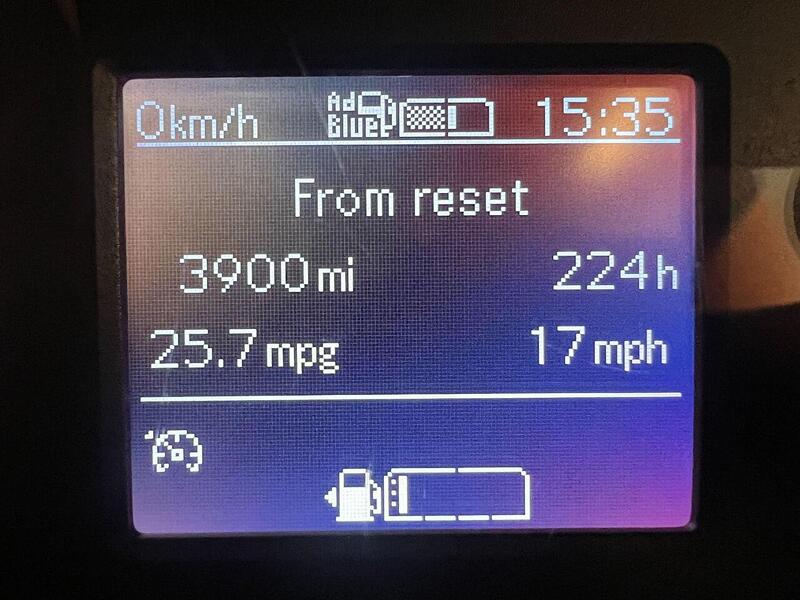 0km/h AdBlue 15:35
From reset
3900mi 224h
25.7mpg 17mph